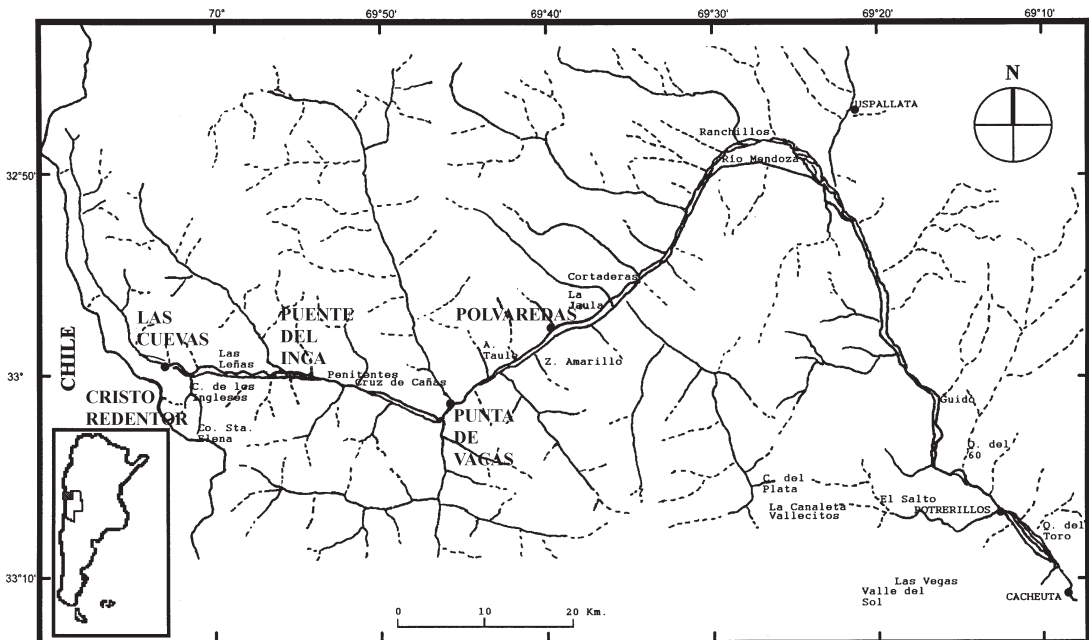 70°
69°50'
69°40'
69°30'
69°20'
69°10'
N
USPALLATA
Ranchillos
Río Mendoza
32°50'
Cortaderas
La
Jaula
LAS
CUEVAS
PUENTE
DEL
INGA
POLVAREDAS
CHILE
Las
Leñas
A.
Taule
Z. Amarillo
33°
Penitentes
Cruz de Cañas
C. de los
Ingleses
CRISTO
REDENTOR
Co. Sta.
Elena
PUNTA
DE
VAGAS
Guido
Q. del
60
C. del
Plata
La Canaleta
Vallecitos
El Salto
POTRERILLOS
Q. del
Toro
33°10'
Las Vegas
Valle del
Sol
CACHEUTA
0 10 20 Km.